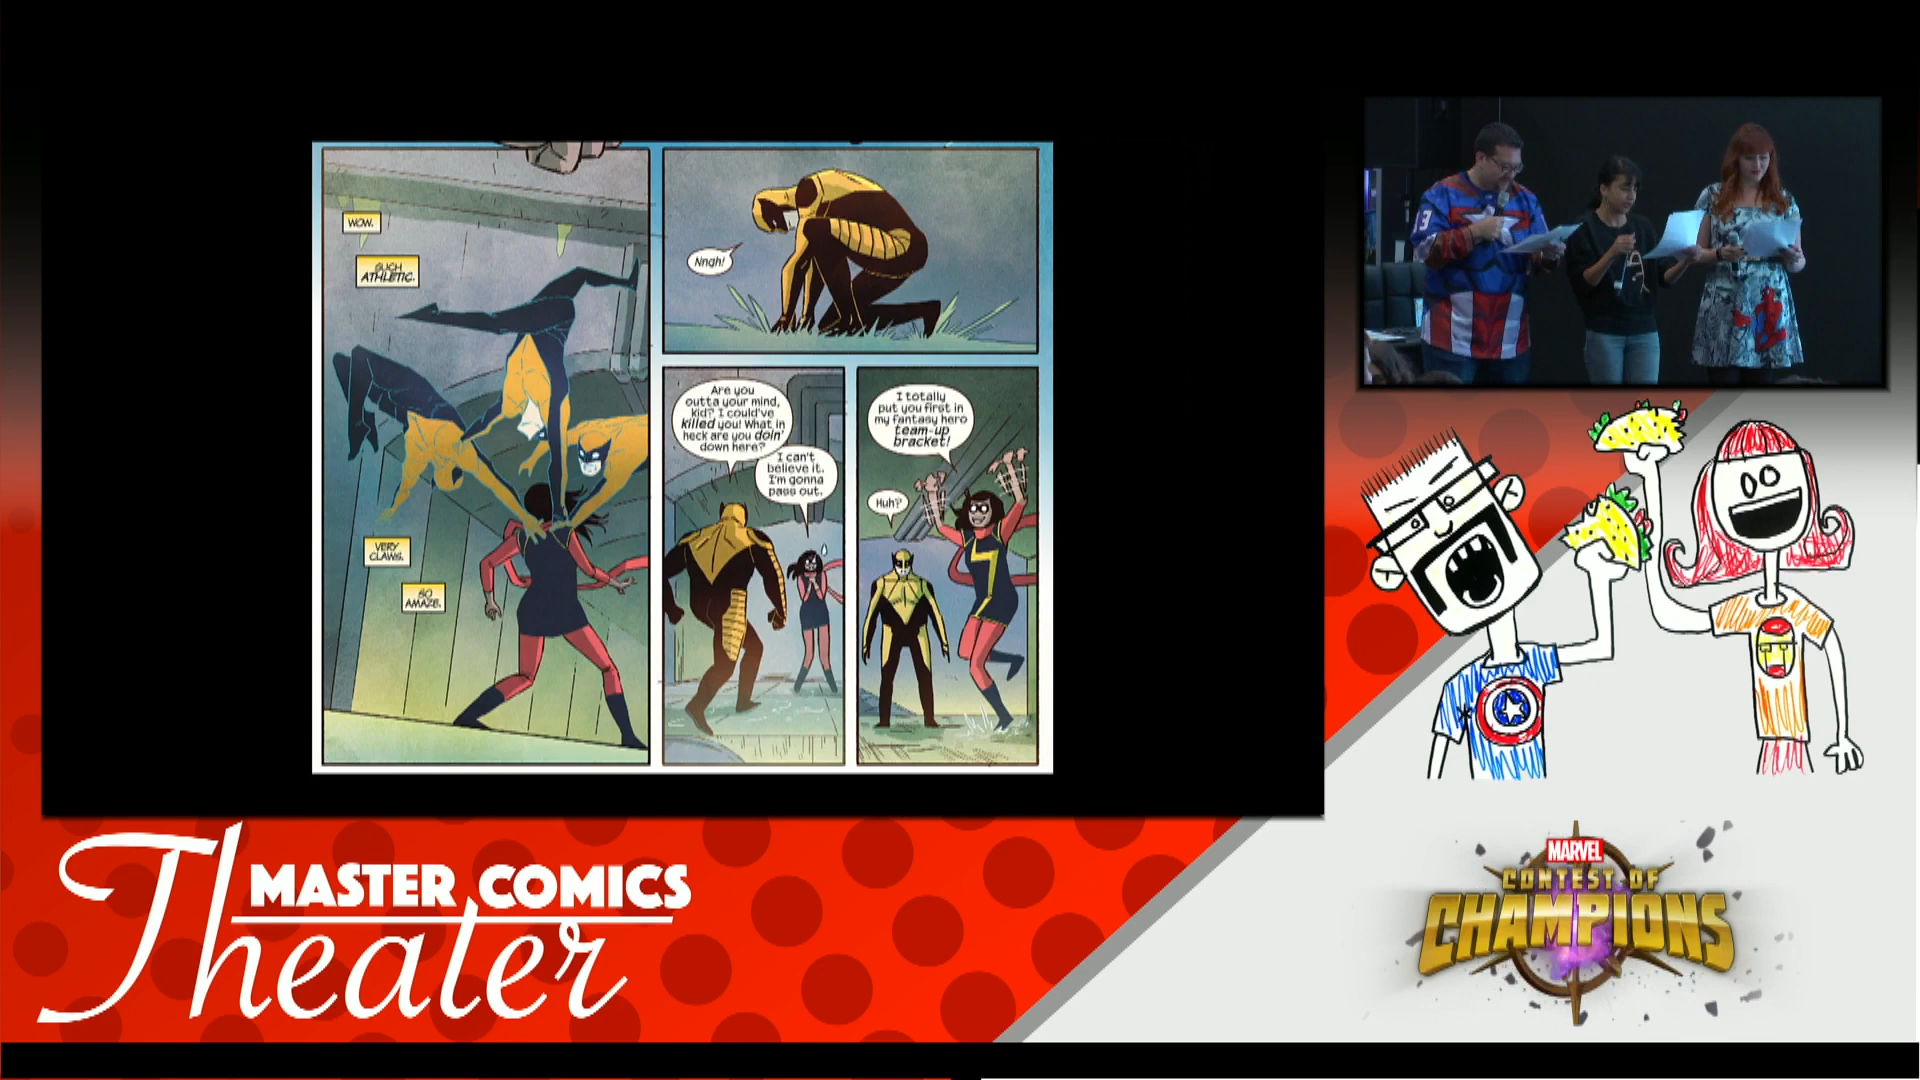 WOW.
SUCH
ATHLETIC.
VERY
CLAWS.
SO
AMAZE.
Nngh!
Are you
outta your mind,
kid? I could've
killed you! What in
heck are you doin'
down here?
I can't
believe it.
I'm gonna
pass out.
I totally
put you first in
my fantasy hero
team-up
bracket!
Huh?
13
MASTER COMICS
Theater
MARVEL
CONTEST OF
CHAMPIONS